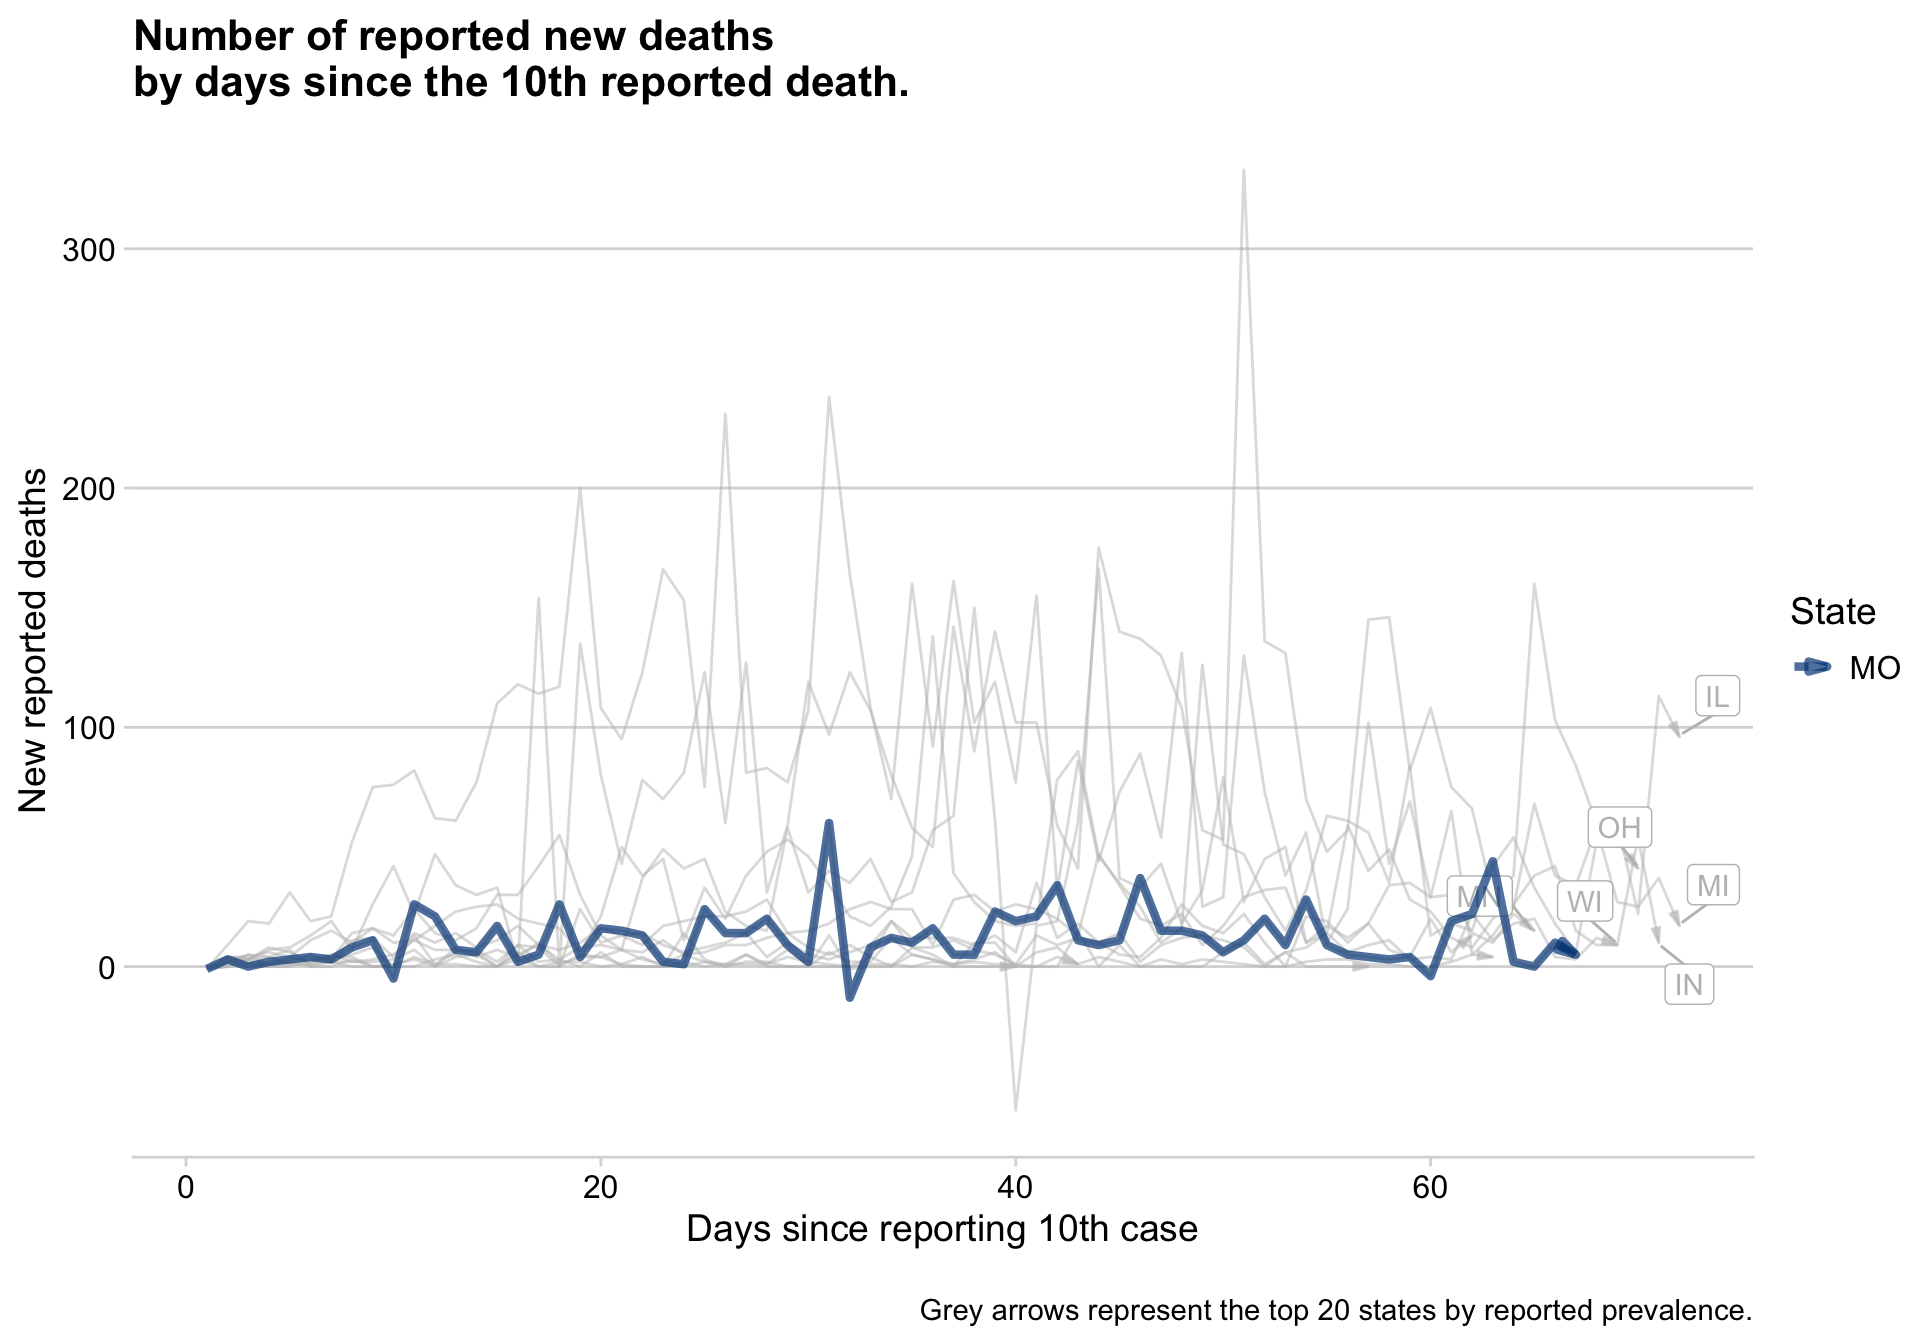 Number of reported new deaths
by days since the 10th reported death.
New reported deaths
300
200
100
0
0
20
40
60
Days since reporting 10th case
IL
OH
MI
WI
IN
State
MO
Grey arrows represent the top 20 states by reported prevalence.